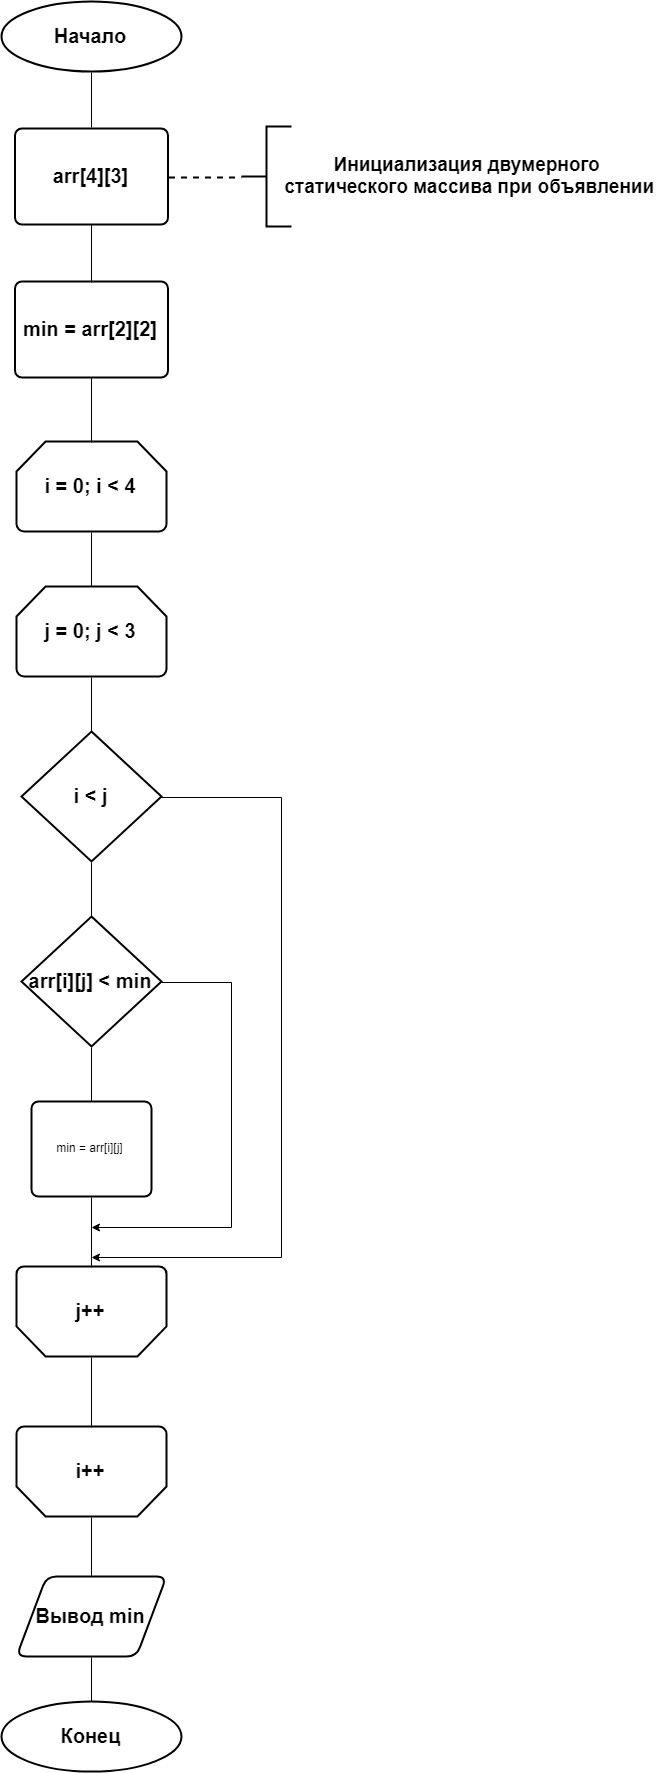 Начало
arr[4][3]
Инициализация двумерного
статического массива при объявлении
min = arr[2][2]
i = 0; i < 4
j = 0; j < 3
i < j
arr[i][j] < min
min = arr[i][j]
j++
i++
Вывод min
Конец